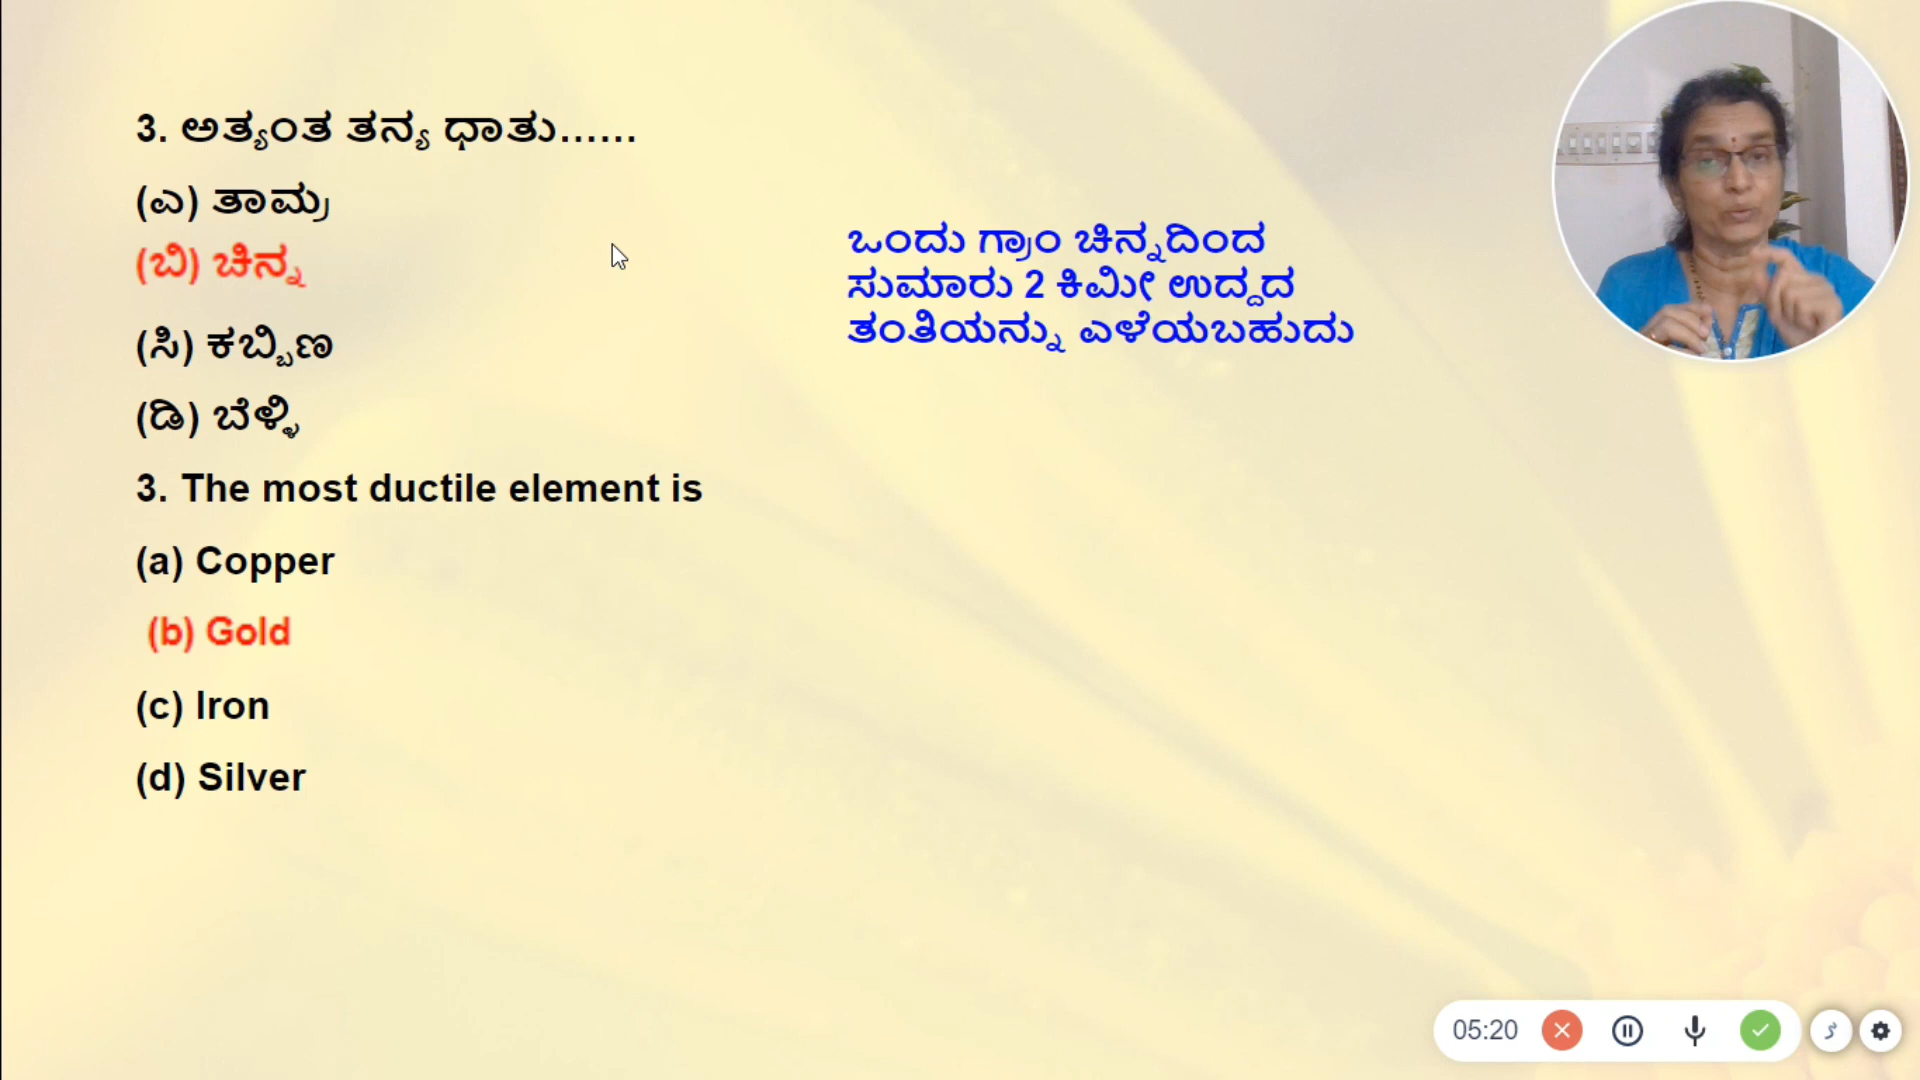 3. ಅತ್ಯಂತ ತನ್ಯ ಧಾತು......
(ಎ) ತಾಮ್ರ
(ಬಿ) ಚಿನ್ನ
(ಸಿ) ಕಬ್ಬಿಣ
(ಡಿ) ಬೆಳ್ಳಿ
3. The most ductile element is
(a) Copper
(b) Gold
(c) Iron
(d) Silver
ಒಂದು ಗ್ರಾಂ ಚಿನ್ನದಿಂದ
ಸುಮಾರು 2 ಕಿಮೀ ಉದ್ದದ
ತಂತಿಯನ್ನು ಎಳೆಯಬಹುದು
05:20